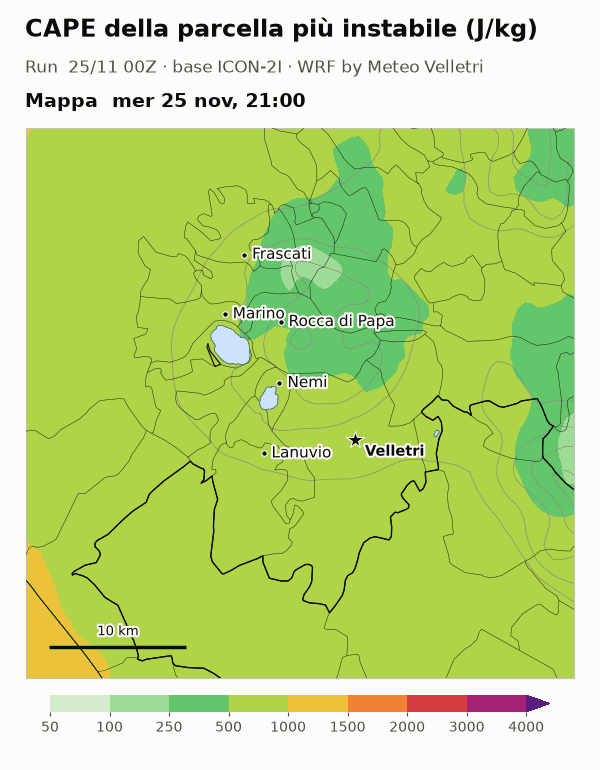 CAPE della parcella più instabile (J/kg)
Run  25/11 00Z · base ICON-2I · WRF by Meteo Velletri
Mappa  mer 25 nov, 21:00
Frascati
Marino
Rocca di Papa
Nemi
Velletri
Lanuvio
10 km
50 100 250 500 1000 1500 2000 3000 4000